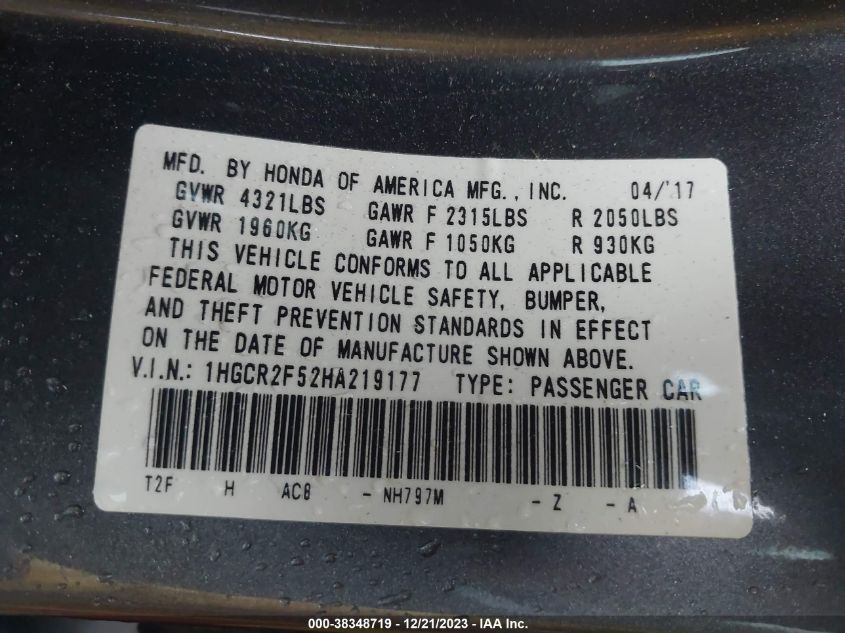 MFD. BY HONDA OF AMERICA MFG., INC. 04/'17
GVWR 4321LBS GAWR F 2315LBS R 2050LBS
GVWR 1960KG GAWR F 1050KG R 930KG
THIS VEHICLE CONFORMS TO ALL APPLICABLE
FEDERAL MOTOR VEHICLE SAFETY, BUMPER,
AND THEFT PREVENTION STANDARDS IN EFFECT
ON THE DATE OF MANUFACTURE SHOWN ABOVE.
V.I.N.: 1HGCR2F52HA219177 TYPE: PASSENGER CAR
T2F H AC8 - NH797M - Z - A
000-38348719 - 12/21/2023 - IAA Inc.